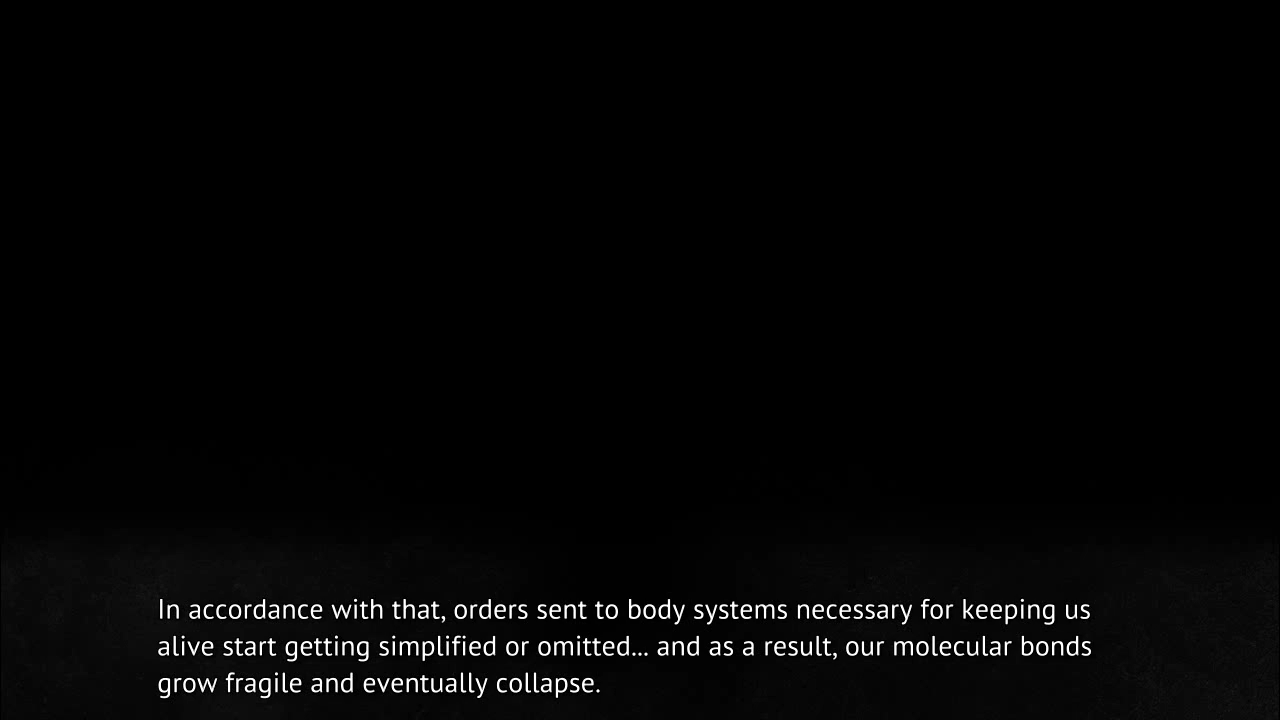 In accordance with that, orders sent to body systems necessary for keeping us
alive start getting simplified or omitted... and as a result, our molecular bonds
grow fragile and eventually collapse.